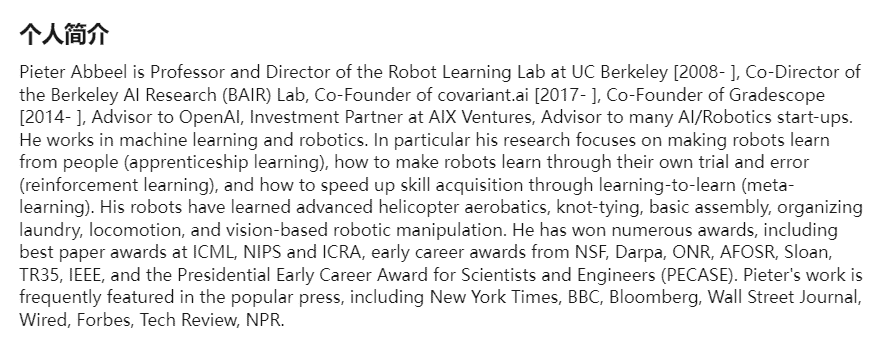 个人简介
Pieter Abbeel is Professor and Director of the Robot Learning Lab at UC Berkeley [2008- ], Co-Director of
the Berkeley AI Research (BAIR) Lab, Co-Founder of covariant.ai [2017- ], Co-Founder of Gradescope
[2014- ], Advisor to OpenAI, Investment Partner at AIX Ventures, Advisor to many AI/Robotics start-ups.
He works in machine learning and robotics. In particular his research focuses on making robots learn
from people (apprenticeship learning), how to make robots learn through their own trial and error
(reinforcement learning), and how to speed up skill acquisition through learning-to-learn (meta-
learning). His robots have learned advanced helicopter aerobatics, knot-tying, basic assembly, organizing
laundry, locomotion, and vision-based robotic manipulation. He has won numerous awards, including
best paper awards at ICML, NIPS and ICRA, early career awards from NSF, Darpa, ONR, AFOSR, Sloan,
TR35, IEEE, and the Presidential Early Career Award for Scientists and Engineers (PECASE). Pieter's work is
frequently featured in the popular press, including New York Times, BBC, Bloomberg, Wall Street Journal,
Wired, Forbes, Tech Review, NPR.